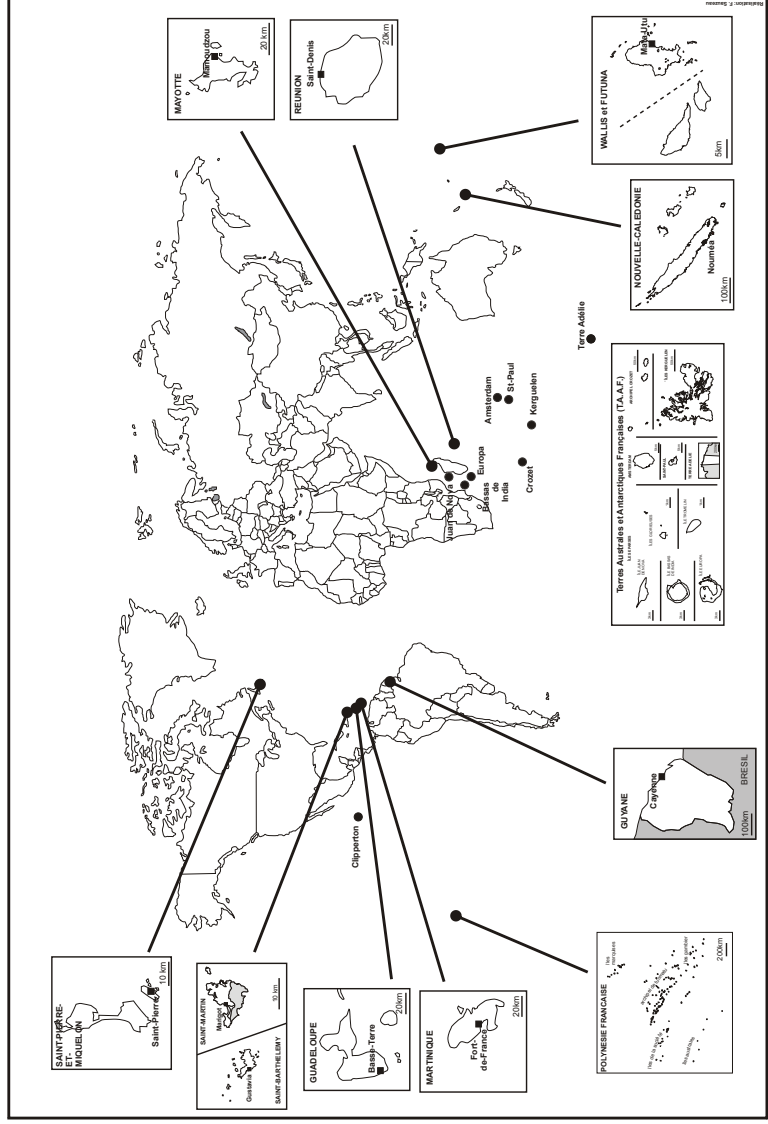 SAINT-PIERRE-
ET-
MIQUELON
Saint-Pierre
10 km
SAINT-MARTIN
Marigot
Gustavia
SAINT-BARTHELEMY
10 km
GUADELOUPE
Basse-Terre
20km
MARTINIQUE
Fort-
de-France
20km
POLYNESIE FRANCAISE
Iles
marquises
200km
Clipperton
GUYANE
Cayenne
BRESIL
100km
MAYOTTE
Mamoudzou
20 km
REUNION
Saint-Denis
20km
Juan de Nova
Bassas
de
India
Europa
Crozet
Kerguelen
Amsterdam
St-Paul
Terre Adélie
Terres Australes et Antarctiques Françaises (T.A.A.F.)
NOUVELLE-CALEDONIE
Nouméa
100km
WALLIS et FUTUNA
Mata-Utu
5km
Réalisation: F. Sauzeau